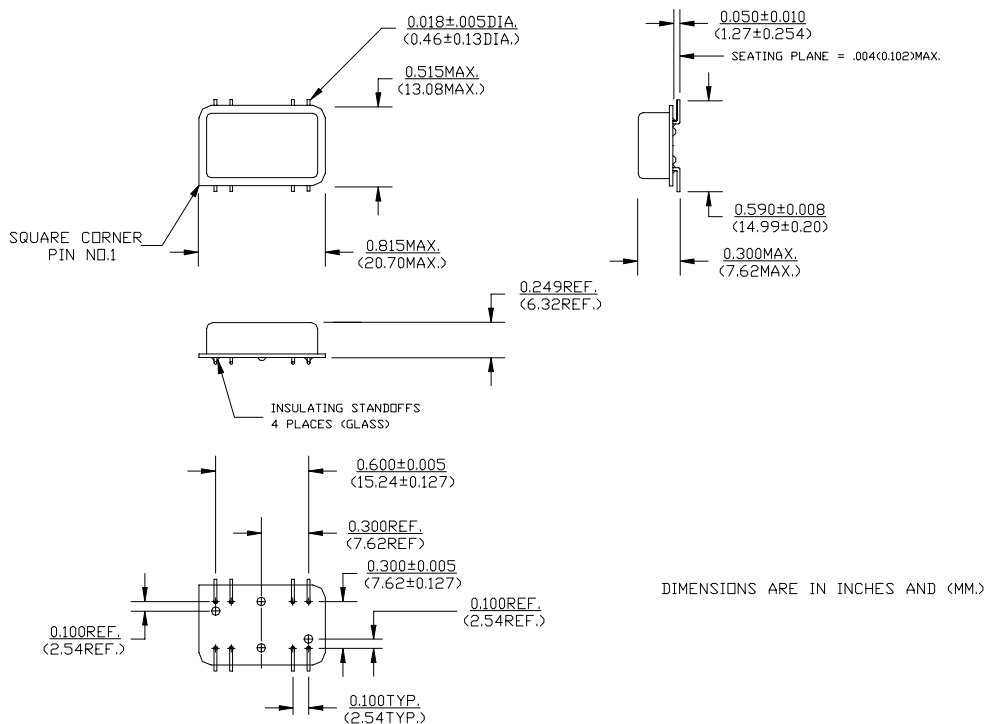 0.018±.005DIA.
(0.46±0.13DIA.)
0.050±0.010
(1.27±0.254)
SEATING PLANE = .004(0.102)MAX.
0.515MAX.
(13.08MAX.)
SQUARE CORNER
PIN NO.1
0.590±0.008
(14.99±0.20)
0.815MAX.
(20.70MAX.)
0.300MAX.
(7.62MAX.)
0.249REF.
(6.32REF.)
INSULATING STANDOFFS
4 PLACES (GLASS)
0.600±0.005
(15.24±0.127)
0.300REF.
(7.62REF)
0.300±0.005
(7.62±0.127)
DIMENSIONS ARE IN INCHES AND (MM.)
0.100REF.
(2.54REF.)
0.100REF.
(2.54REF.)
0.100TYP.
(2.54TYP.)